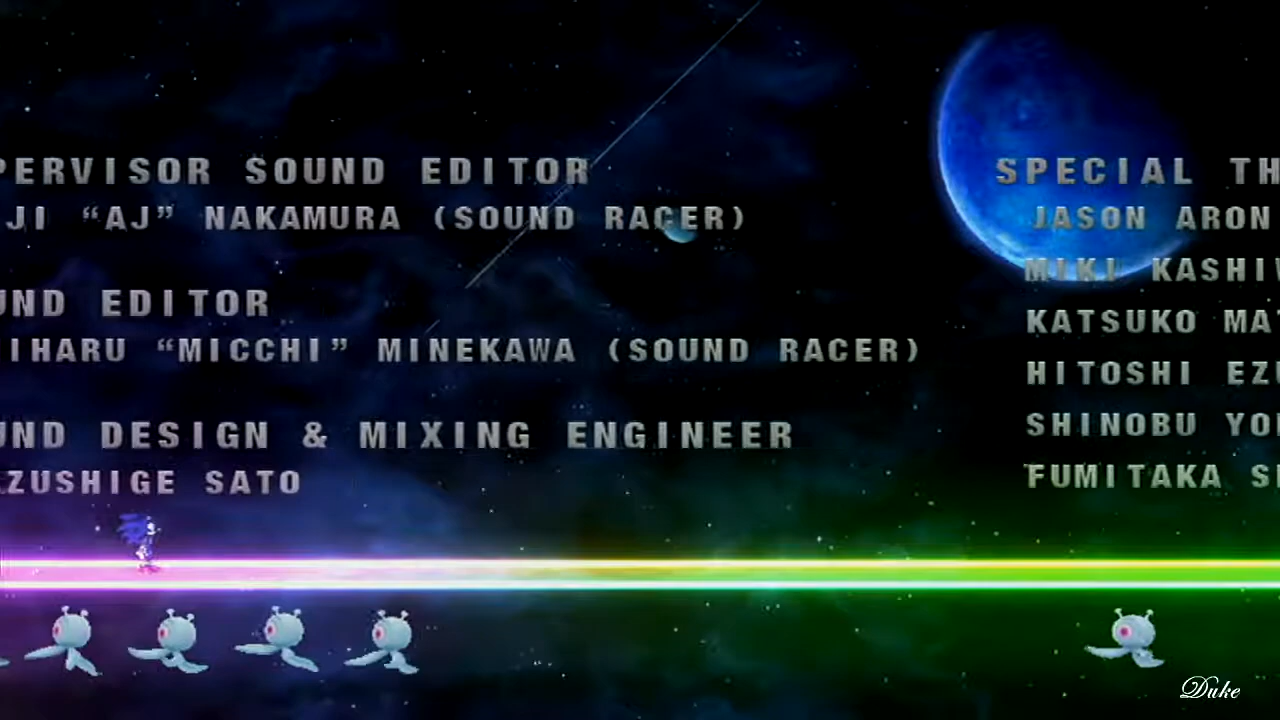 PERVISOR SOUND EDITOR
JI “AJ” NAKAMURA (SOUND RACER)
UND EDITOR
IHARU “MICCHI” MINEKAWA (SOUND RACER)
UND DESIGN & MIXING ENGINEER
ZUSHIGE SATO
SPECIAL TH
JASON ARON
MIKI KASHIW
KATSUKO MAT
HITOSHI EZU
SHINOBU YO
FUMITAKA S
Duke